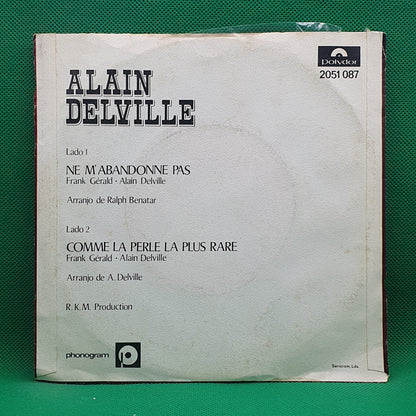 Polydor
2051 087
ALAIN
DELVILLE
Lado 1
NE M'ABANDONNE PAS
Frank Gérald • Alain Delville
Arranjo de Ralph Benatar
Lado 2
COMME LA PERLE LA PLUS RARE
Frank Gérald • Alain Delville
Arranjo de A. Delville
R.K.M. Production
phonogram